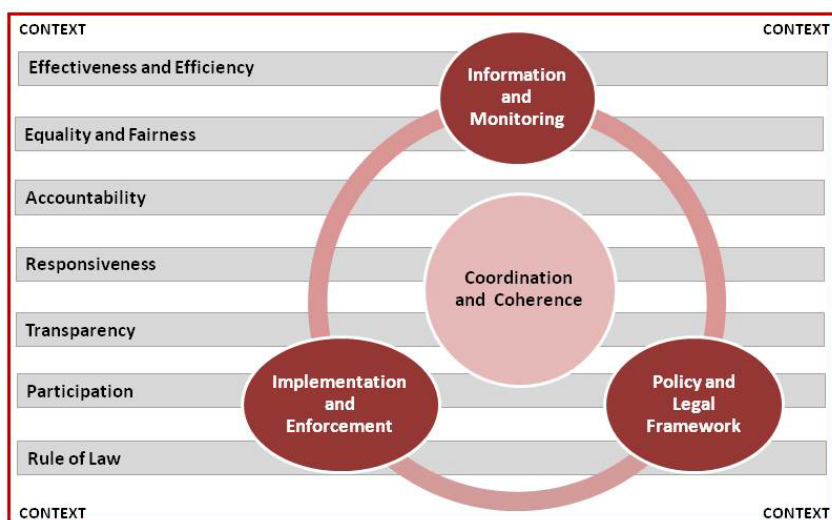 CONTEXT
CONTEXT
Effectiveness and Efficiency
Information
and
Monitoring
Equality and Fairness
Accountability
Responsiveness
Coordination
and Coherence
Transparency
Participation
Implementation
and
Enforcement
Policy and
Legal
Framework
Rule of Law
CONTEXT
CONTEXT